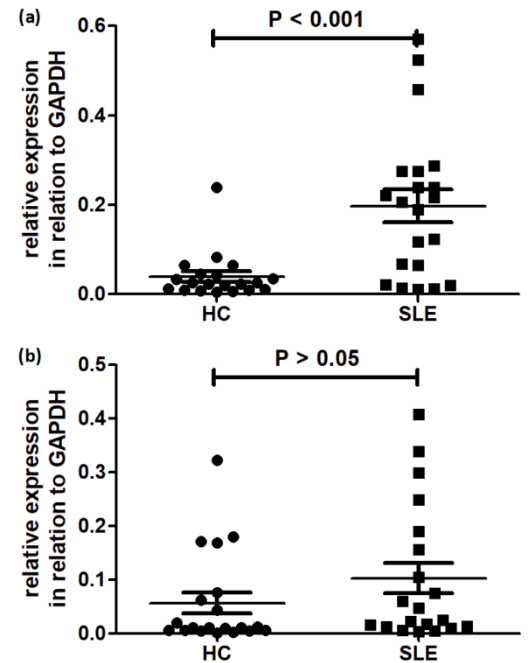 (a)
P < 0.001
relative expression
in relation to GAPDH
0.6
0.4
0.2
0.0
HC
SLE
(b)
P > 0.05
relative expression
in relation to GAPDH
0.5
0.4
0.3
0.2
0.1
0.0
HC
SLE